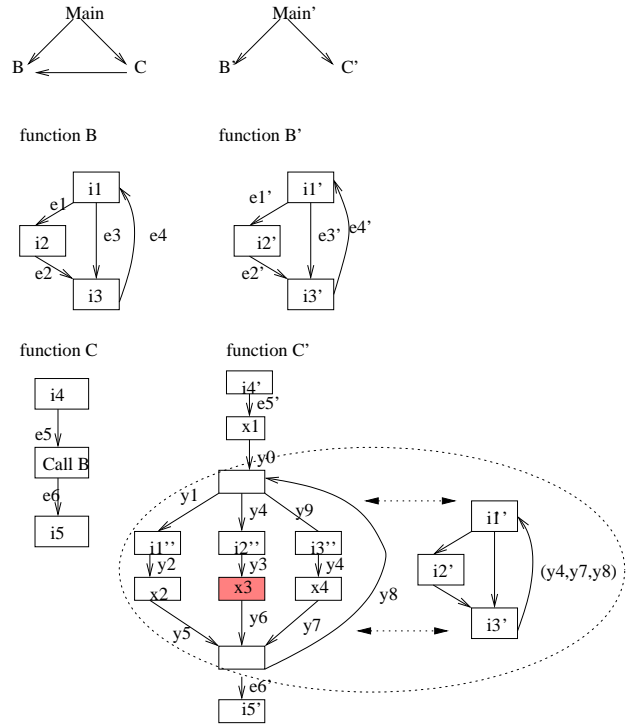 Main
Main'
B
C
B'
C'
function B
function B'
i1
i1'
e1
e1'
i2
e3
e4
i2'
e3'
e4'
e2
e2'
i3
i3'
function C
function C'
i4
i4'
e5'
e5
x1
Call B
y0
e6
y1
y4
y9
i5
i1''
i2''
i3''
i1'
y2
y3
y4
i2'
(y4,y7,y8)
x2
x3
x4
y8
y5
y6
y7
i3'
e6'
i5'